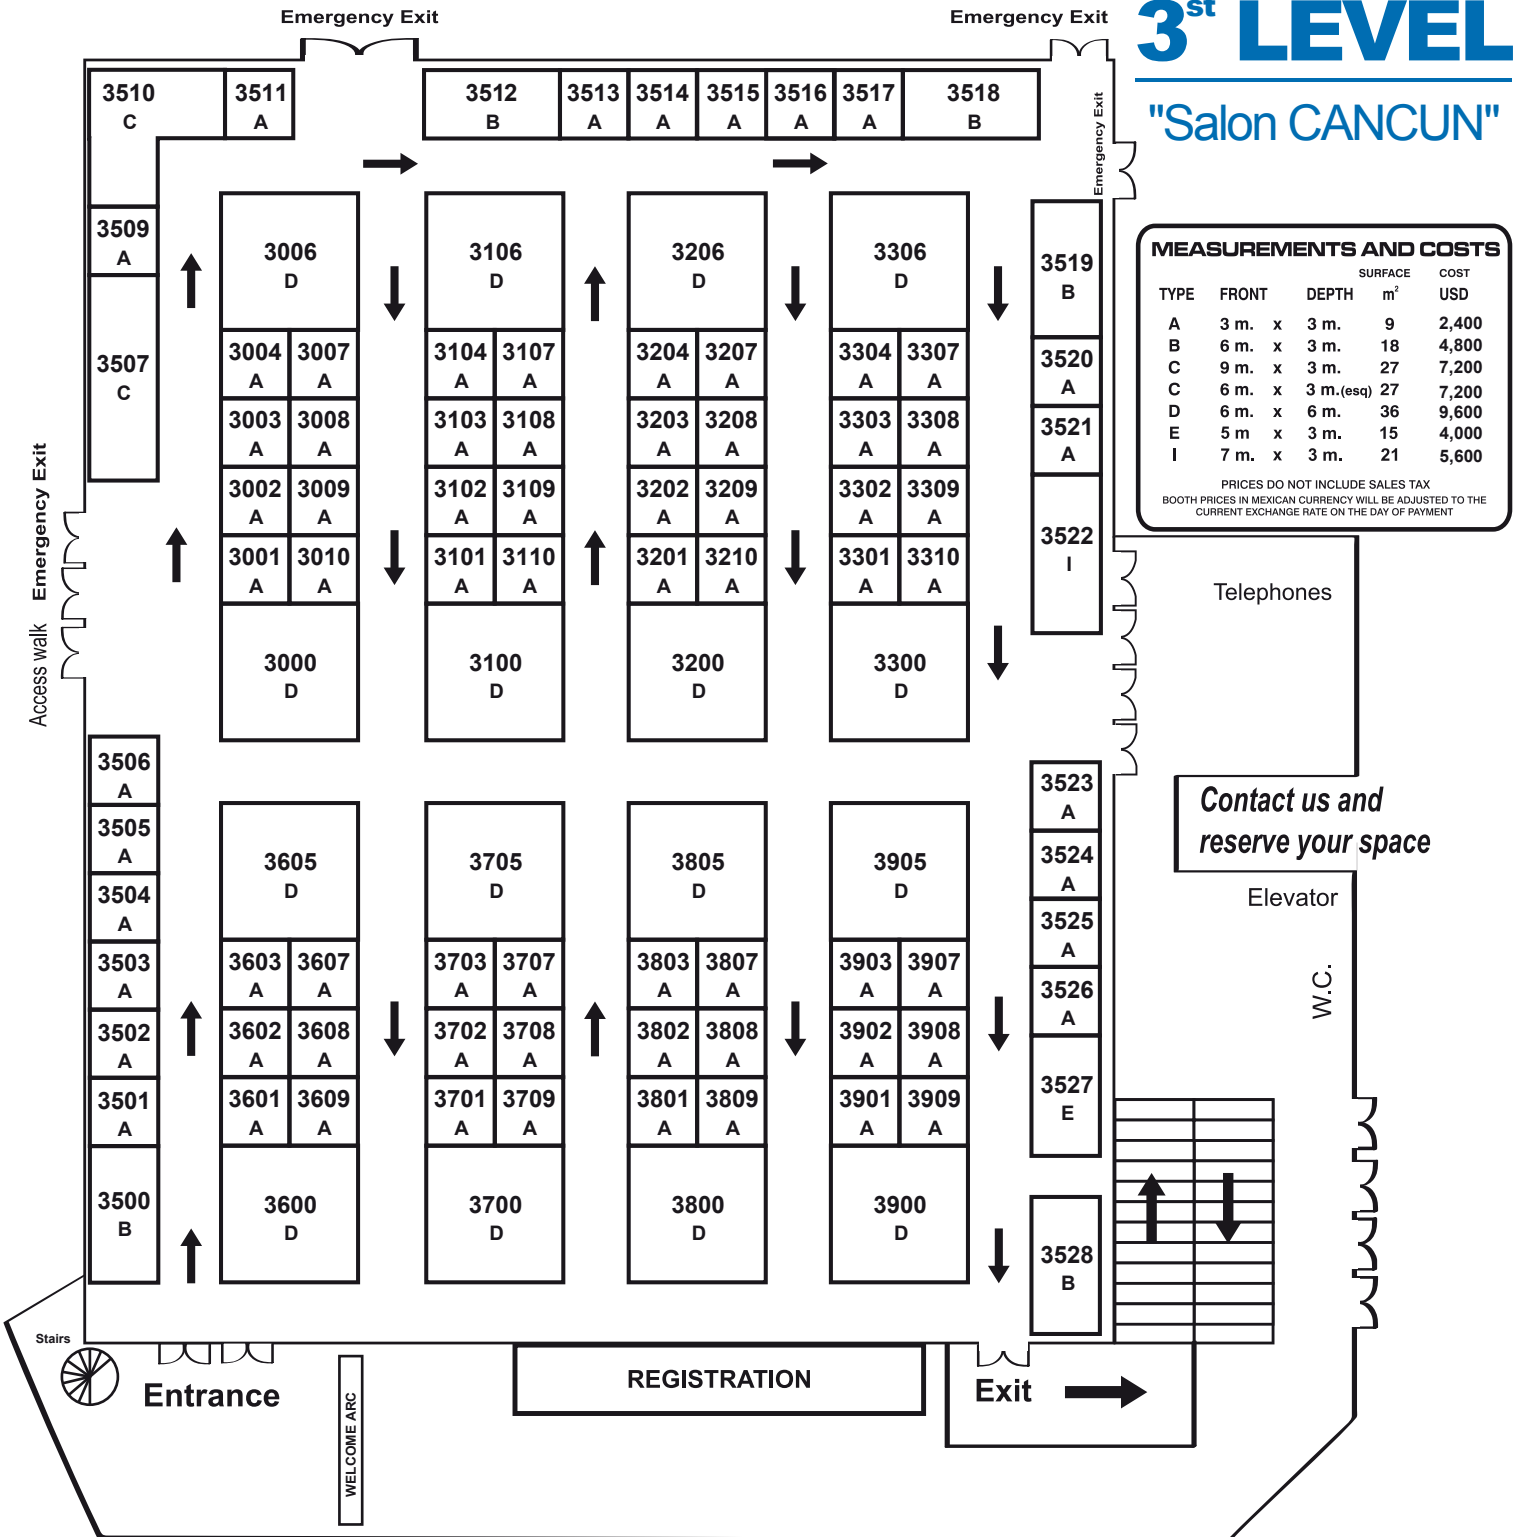 Emergency Exit
Emergency Exit
3st LEVEL
"Salon CANCUN"
3510
C
3511
A
3512
B
3513
A
3514
A
3515
A
3516
A
3517
A
3518
B
Emergency Exit
3509
A
3507
C
3006
D
3106
D
3206
D
3306
D
3519
B
3004
A
3007
A
3104
A
3107
A
3204
A
3207
A
3304
A
3307
A
3520
A
3003
A
3008
A
3103
A
3108
A
3203
A
3208
A
3303
A
3308
A
3521
A
3002
A
3009
A
3102
A
3109
A
3202
A
3209
A
3302
A
3309
A
3522
I
3001
A
3010
A
3101
A
3110
A
3201
A
3210
A
3301
A
3310
A
3000
D
3100
D
3200
D
3300
D
MEASUREMENTS AND COSTS
SURFACE COST
TYPE FRONT DEPTH m2 USD
A 3 m. x 3 m. 9 2,400
B 6 m. x 3 m. 18 4,800
C 9 m. x 3 m. 27 7,200
C 6 m. x 3 m.(esq) 27 7,200
D 6 m. x 6 m. 36 9,600
E 5 m x 3 m. 15 4,000
I 7 m. x 3 m. 21 5,600
PRICES DO NOT INCLUDE SALES TAX
BOOTH PRICES IN MEXICAN CURRENCY WILL BE ADJUSTED TO THE
CURRENT EXCHANGE RATE ON THE DAY OF PAYMENT
Emergency Exit
Access walk
Telephones
3506
A
3505
A
3504
A
3503
A
3502
A
3501
A
3500
B
3605
D
3705
D
3805
D
3905
D
3523
A
3524
A
3525
A
3526
A
3527
E
3528
B
3603
A
3607
A
3703
A
3707
A
3803
A
3807
A
3903
A
3907
A
3602
A
3608
A
3702
A
3708
A
3802
A
3808
A
3902
A
3908
A
3601
A
3609
A
3701
A
3709
A
3801
A
3809
A
3901
A
3909
A
3600
D
3700
D
3800
D
3900
D
Contact us and
reserve your space
Elevator
W.C.
Stairs
Entrance
WELCOME ARC
REGISTRATION
Exit